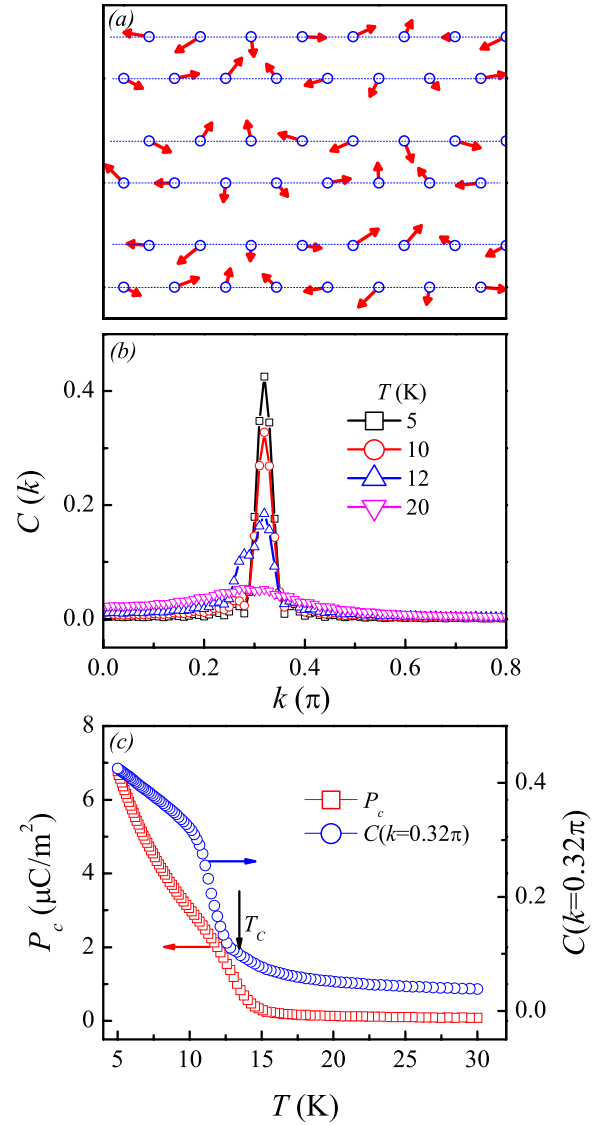 (a)
(b)
T (K)
5
10
12
20
0.4
0.2
0.0
C (k)
0.0 0.2 0.4 0.6 0.8
k (π)
(c)
8
6
4
2
0
P_c (μC/m²)
P_c
C(k=0.32π)
T_C
0.4
0.2
0.0
C(k=0.32π)
5 10 15 20 25 30
T (K)